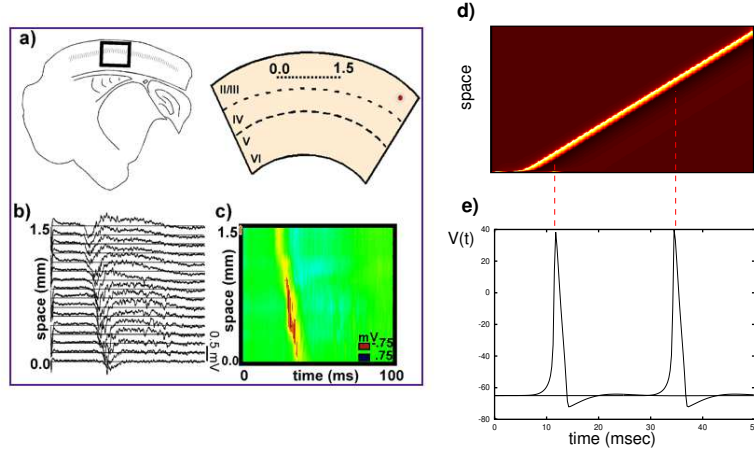 a)
0.0 1.5
II/III
IV
V
VI
b)
1.5
space (mm)
0.0
0.5 mV
c)
1.5
space (mm)
0.0
mV
-.75
.75
0 time (ms) 100
d)
space
e)
V(t)
40
20
0
-20
-40
-60
-80
0 10 20 30 40 50
time (msec)